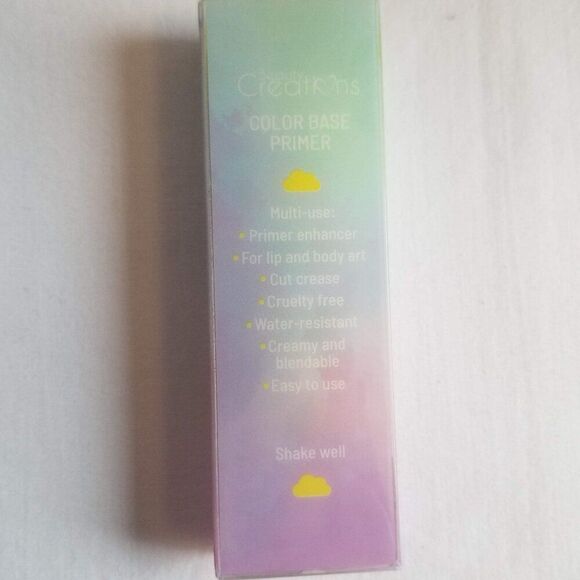 Beauty
Creations
COLOR BASE
PRIMER
Multi-use:
• Primer enhancer
• For lip and body art
• Cut crease
• Cruelty free
• Water-resistant
• Creamy and
blendable
• Easy to use
Shake well